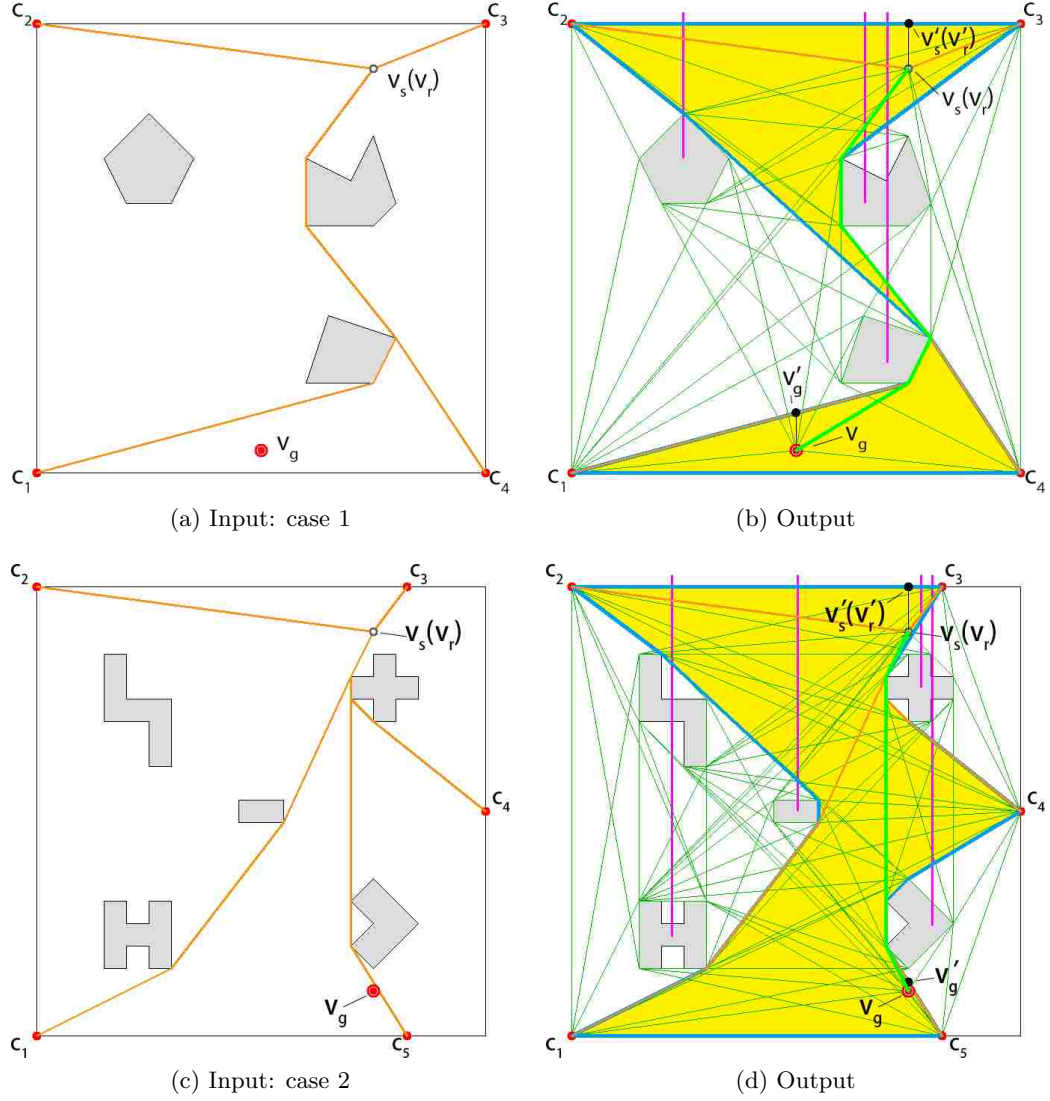 C2
C3
Vs(Vr)
Vg
C1
C4
(a) Input: case 1
C2
C3
V's(V'r)
Vs(Vr)
V'g
Vg
C1
C4
(b) Output
C2
C3
Vs(Vr)
C4
Vg
C1
C5
(c) Input: case 2
C2
C3
V's(V'r)
Vs(Vr)
C4
V'g
Vg
C1
C5
(d) Output